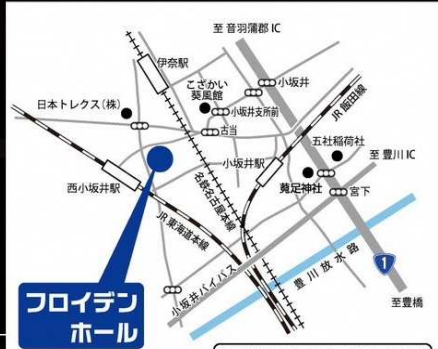 至 音羽蒲郡 IC
伊奈駅
こざかい
葵風館
小坂井
日本トレクス(株)
小坂井支所前
古当
JR 飯田線
五社稲荷社
小坂井駅
至 豊川 IC
菟足神社
西小坂井駅
名鉄名古屋本線
宮下
JR 東海道本線
豊川放水路
小坂井バイパス
1
至豊橋
フロイデン
ホール